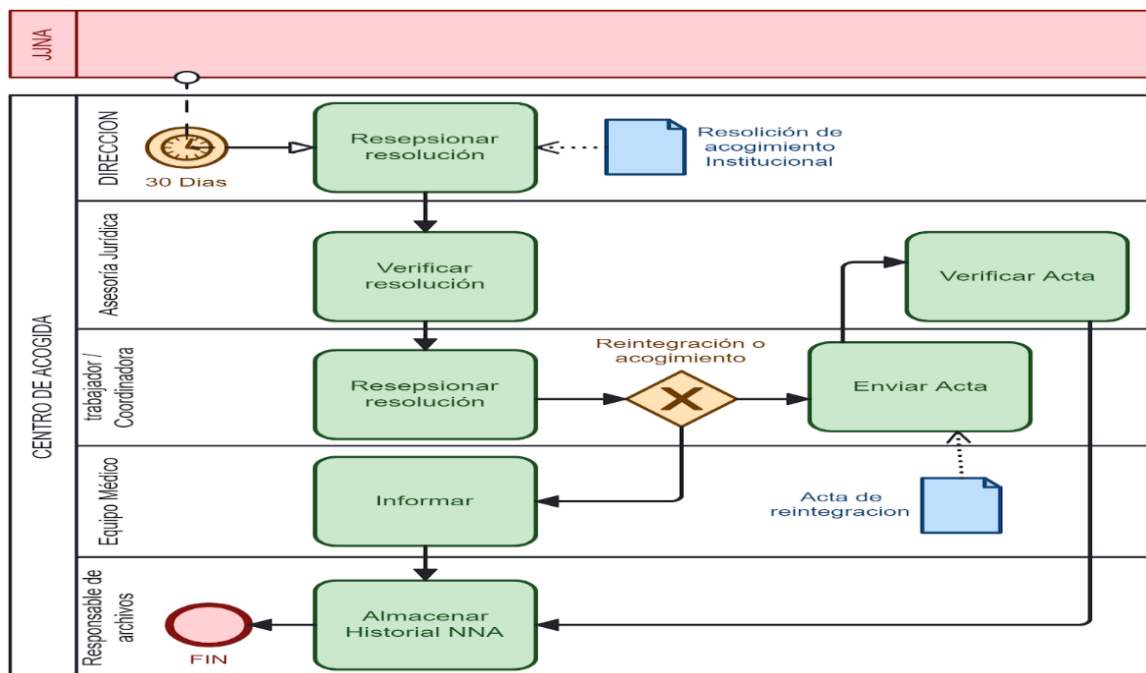 JJNA
CENTRO DE ACOGIDA
DIRECCION
30 Dias
Resepsionar
resolución
Resolición de
acogimiento
Institucional
Asesoría Jurídica
Verificar
resolución
Verificar Acta
trabajador /
Coordinadora
Resepsionar
resolución
Reintegración o
acogimiento
Enviar Acta
Equipo Médico
Informar
Acta de
reintegracion
Responsable de
archivos
FIN
Almacenar
Historial NNA